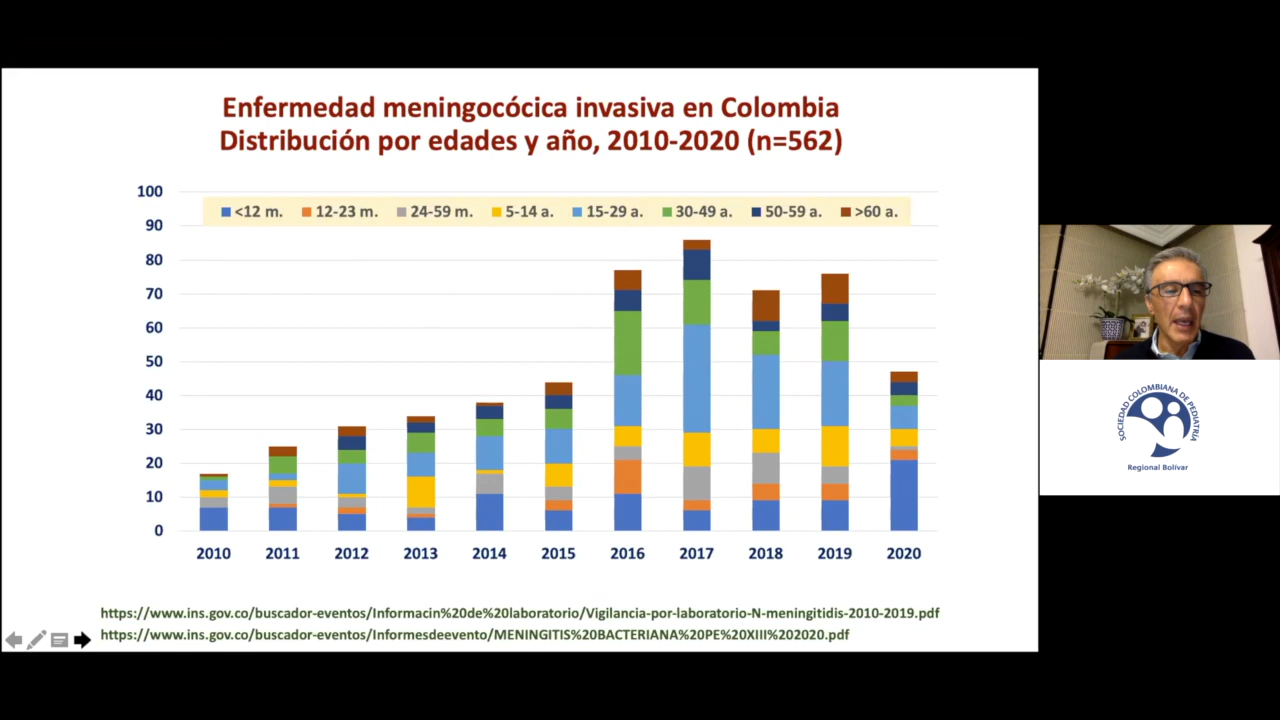 Enfermedad meningocócica invasiva en Colombia
Distribución por edades y año, 2010-2020 (n=562)
100
<12 m. 12-23 m. 24-59 m. 5-14 a. 15-29 a. 30-49 a. 50-59 a. >60 a.
90
80
70
60
50
40
30
20
10
0
2010 2011 2012 2013 2014 2015 2016 2017 2018 2019 2020
https://www.ins.gov.co/buscador-eventos/Informacin%20de%20laboratorio/Vigilancia-por-laboratorio-N-meningitidis-2010-2019.pdf
https://www.ins.gov.co/buscador-eventos/Informesdeevento/MENINGITIS%20BACTERIANA%20PE%20XIII%202020.pdf
SOCIEDAD COLOMBIANA DE PEDIATRÍA
Regional Bolívar